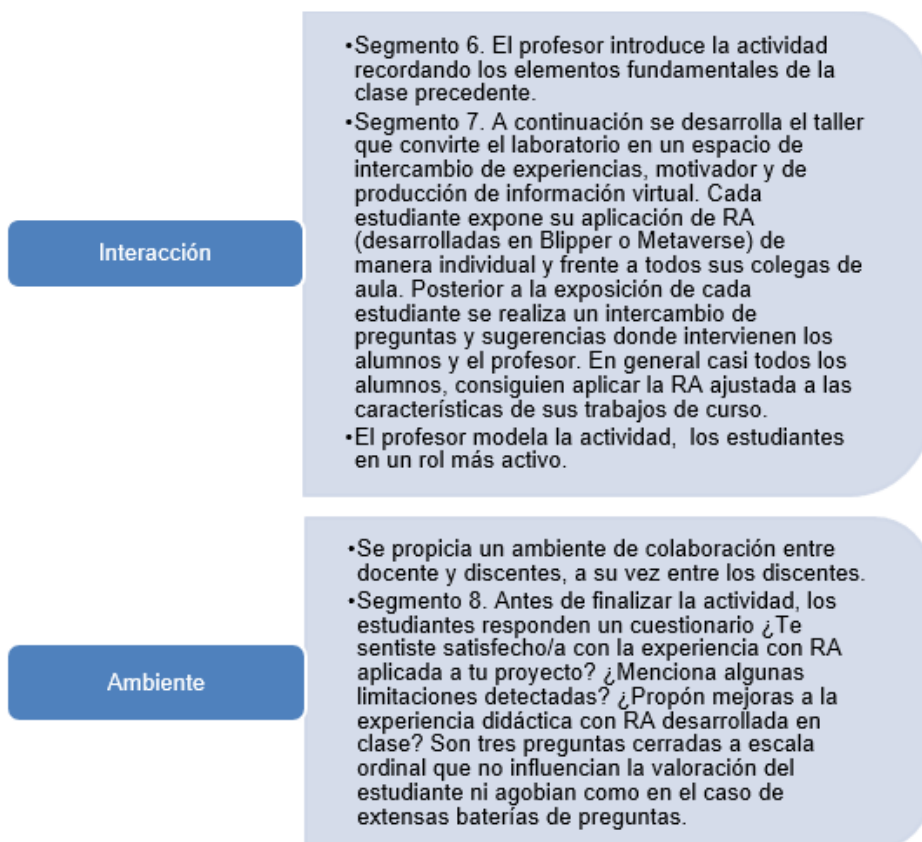 Interacción
•Segmento 6. El profesor introduce la actividad
recordando los elementos fundamentales de la
clase precedente.
•Segmento 7. A continuación se desarrolla el taller
que convirte el laboratorio en un espacio de
intercambio de experiencias, motivador y de
producción de información virtual. Cada
estudiante expone su aplicación de RA
(desarrolladas en Blipper o Metaverse) de
manera individual y frente a todos sus colegas de
aula. Posterior a la exposición de cada
estudiante se realiza un intercambio de
preguntas y sugerencias donde intervienen los
alumnos y el profesor. En general casi todos los
alumnos, consiguien aplicar la RA ajustada a las
características de sus trabajos de curso.
•El profesor modela la actividad, los estudiantes
en un rol más activo.
Ambiente
•Se propicia un ambiente de colaboración entre
docente y discentes, a su vez entre los discentes.
•Segmento 8. Antes de finalizar la actividad, los
estudiantes responden un cuestionario ¿Te
sentiste satisfecho/a con la experiencia con RA
aplicada a tu proyecto? ¿Menciona algunas
limitaciones detectadas? ¿Propón mejoras a la
experiencia didáctica con RA desarrollada en
clase? Son tres preguntas cerradas a escala
ordinal que no influencian la valoración del
estudiante ni agobian como en el caso de
extensas baterías de preguntas.